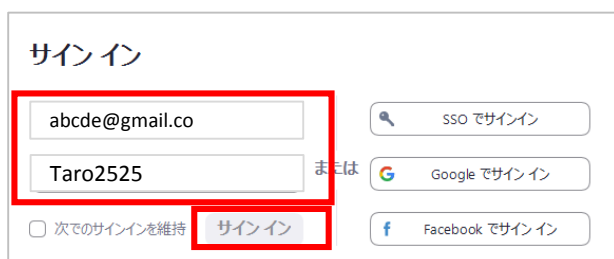 サイン イン
abcde@gmail.co
Taro2525
次でのサインインを維持
サイン イン
または
SSO でサインイン
Google でサイン イン
Facebook でサイン イン